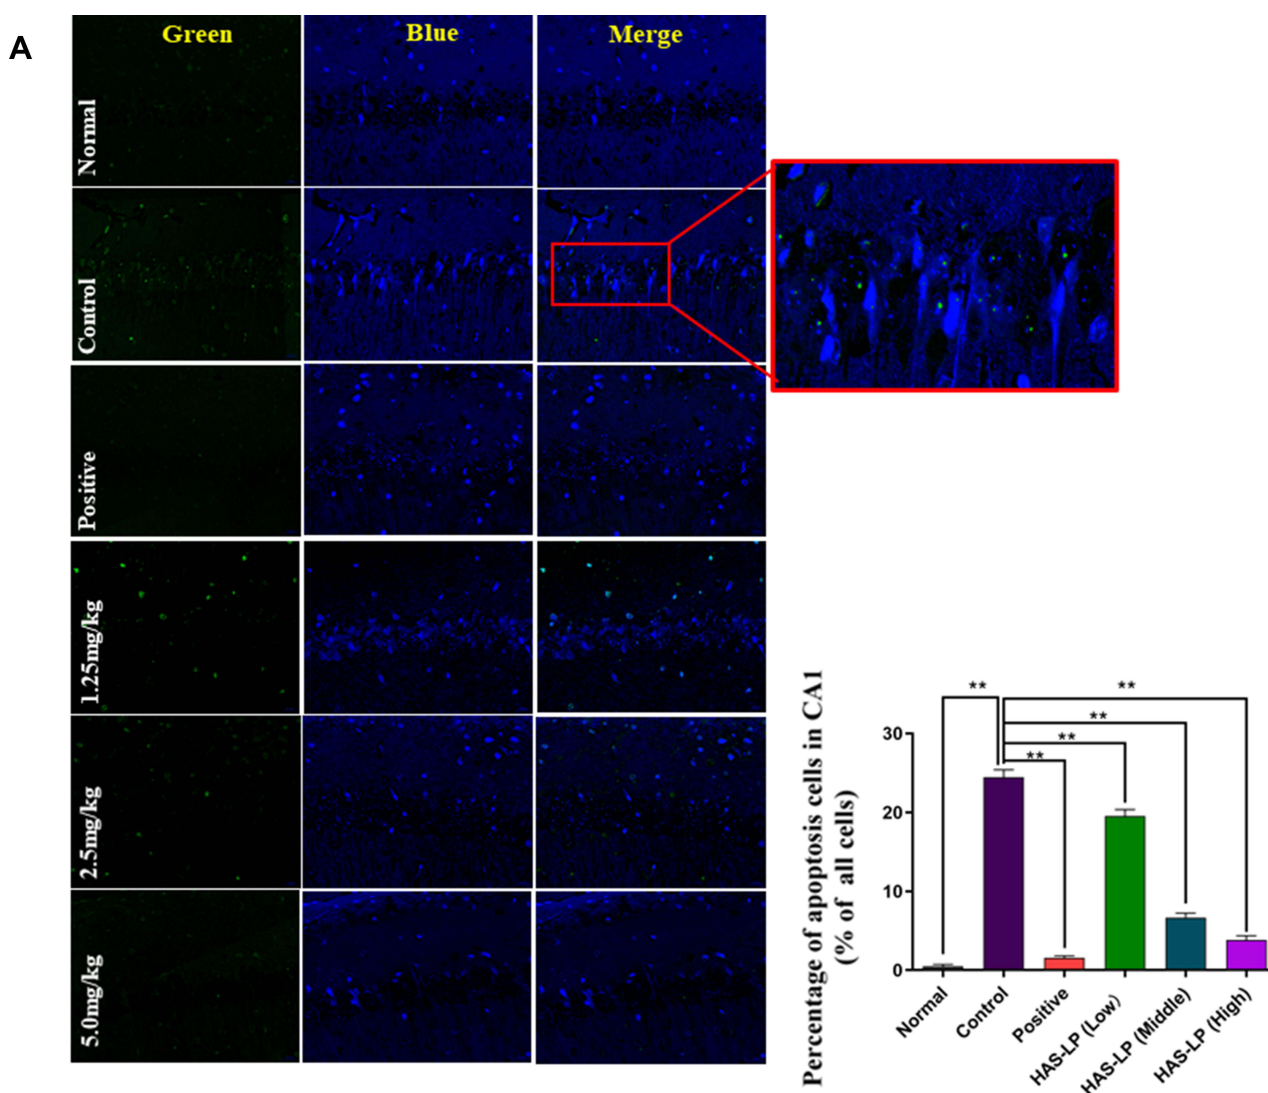 A
Green
Blue
Merge
Normal
Control
Positive
1.25mg/kg
2.5mg/kg
5.0mg/kg
Percentage of apoptosis cells in CA1
(% of all cells)
30
20
10
0
**
**
**
**
**
Normal
Control
Positive
HAS-LP (Low)
HAS-LP (Middle)
HAS-LP (High)